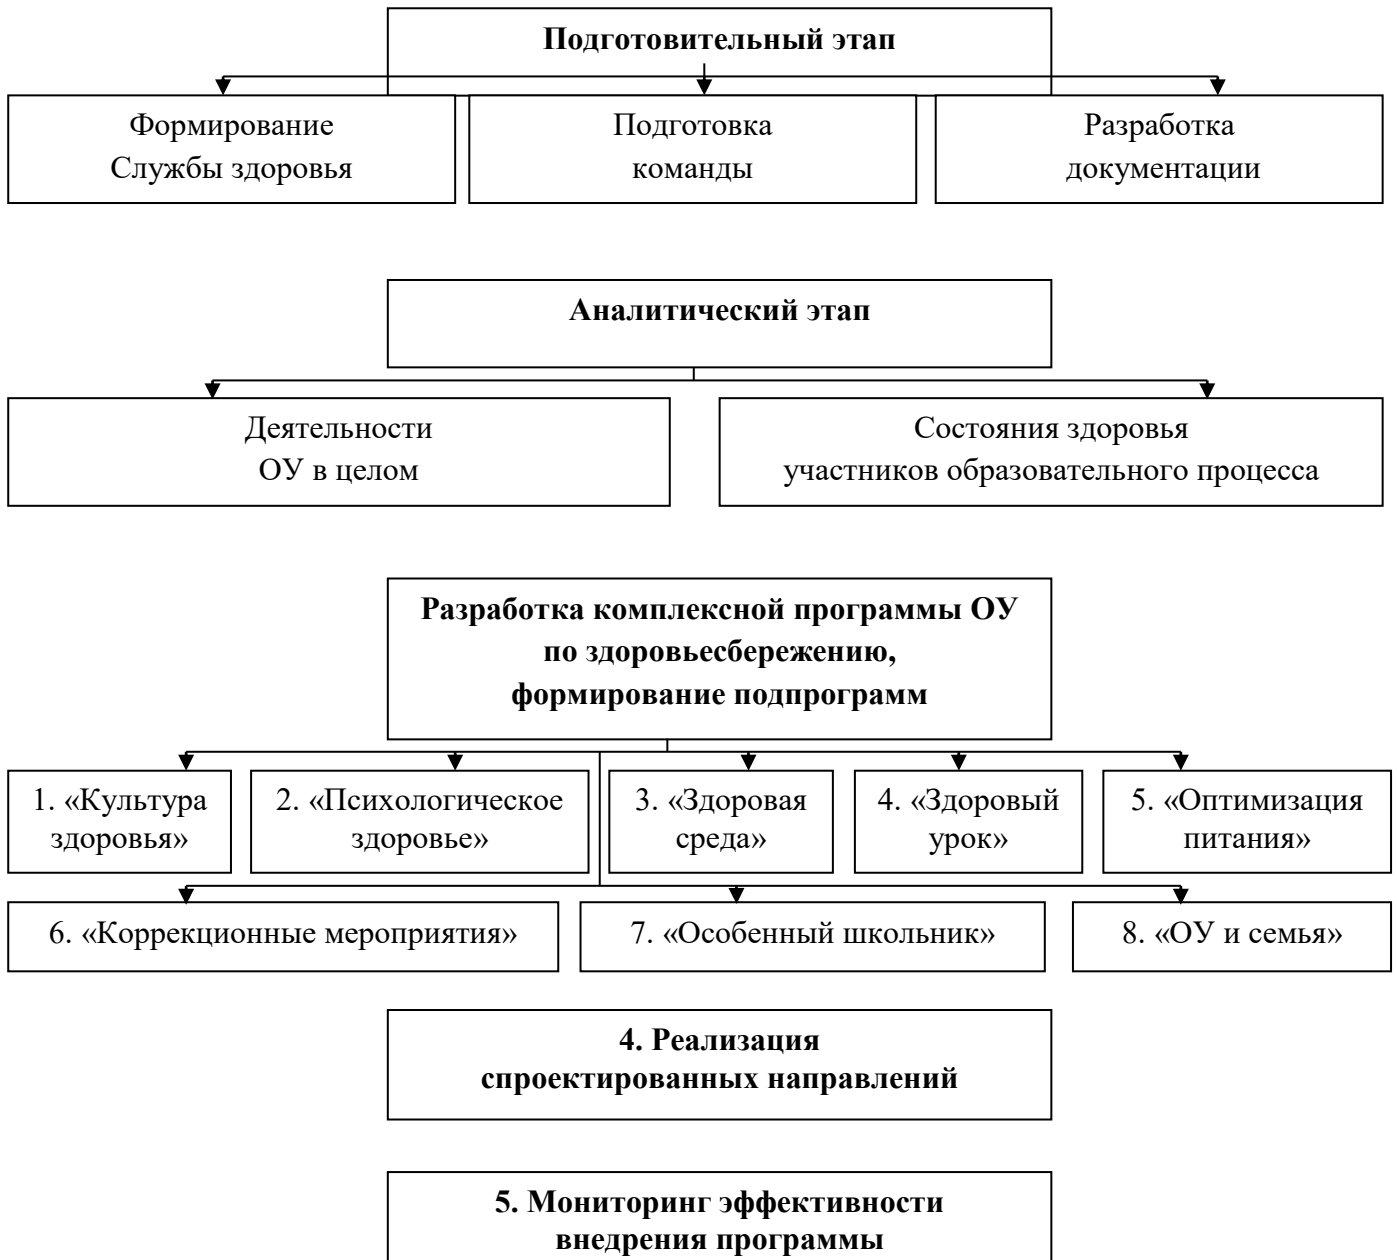 Подготовительный этап
Формирование
Службы здоровья
Подготовка
команды
Разработка
документации
Аналитический этап
Деятельности
ОУ в целом
Состояния здоровья
участников образовательного процесса
Разработка комплексной программы ОУ
по здоровьесбережению,
формирование подпрограмм
1. «Культура
здоровья»
2. «Психологическое
здоровье»
3. «Здоровая
среда»
4. «Здоровый
урок»
5. «Оптимизация
питания»
6. «Коррекционные мероприятия»
7. «Особенный школьник»
8. «ОУ и семья»
4. Реализация
спроектированных направлений
5. Мониторинг эффективности
внедрения программы